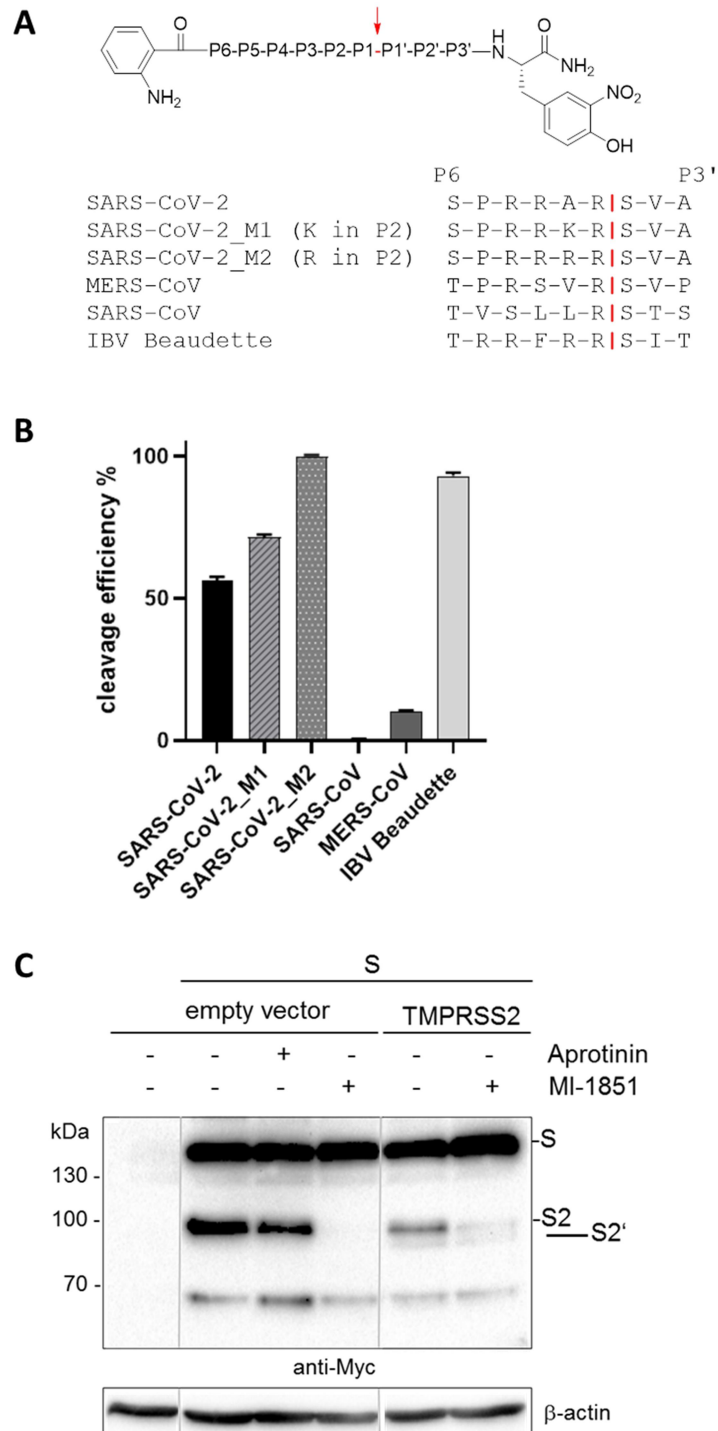 A
O
NH2
P6-P5-P4-P3-P2-P1-P1'-P2'-P3'
H
N
O
NH2
NO2
OH
P6 P3'
SARS-CoV-2 S-P-R-R-A-R|S-V-A
SARS-CoV-2_M1 (K in P2) S-P-R-R-K-R|S-V-A
SARS-CoV-2_M2 (R in P2) S-P-R-R-R-R|S-V-A
MERS-CoV T-P-R-S-V-R|S-V-P
SARS-CoV T-V-S-L-L-R|S-T-S
IBV Beaudette T-R-R-F-R-R|S-I-T
B
cleavage efficiency %
100
50
0
SARS-CoV-2
SARS-CoV-2_M1
SARS-CoV-2_M2
SARS-CoV
MERS-CoV
IBV Beaudette
C
S
empty vector TMPRSS2
- - + - - - Aprotinin
- - - + - + MI-1851
kDa
130 -
100 -
70 -
-S
-S2
S2‘
anti-Myc
β-actin